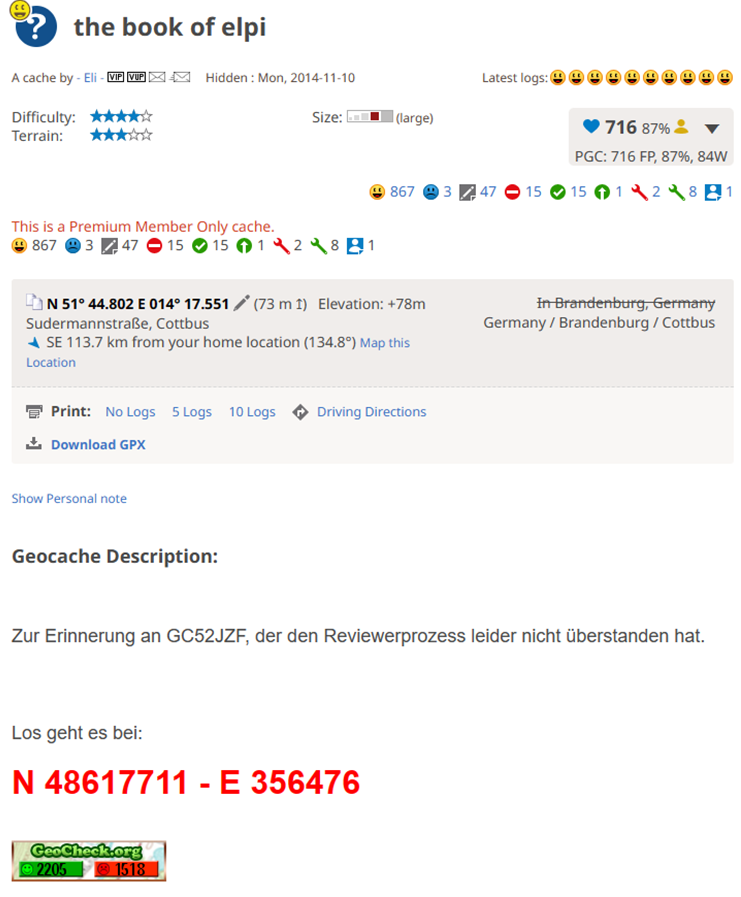 the book of elpi
A cache by - Eli - VIP VUP Hidden : Mon, 2014-11-10 Latest logs:
Difficulty:
Terrain:
Size: (large)
716 87%
PGC: 716 FP, 87%, 84W
867 3 47 15 15 1 2 8 1
This is a Premium Member Only cache.
867 3 47 15 15 1 2 8 1
N 51° 44.802 E 014° 17.551 (73 m ↥) Elevation: +78m
Sudermannstraße, Cottbus
SE 113.7 km from your home location (134.8°) Map this
Location
In Brandenburg, Germany
Germany / Brandenburg / Cottbus
Print: No Logs 5 Logs 10 Logs Driving Directions
Download GPX
Show Personal note
Geocache Description:
Zur Erinnerung an GC52JZF, der den Reviewerprozess leider nicht überstanden hat.
Los geht es bei:
N 48617711 - E 356476
GeoCheck.org
2205 1518